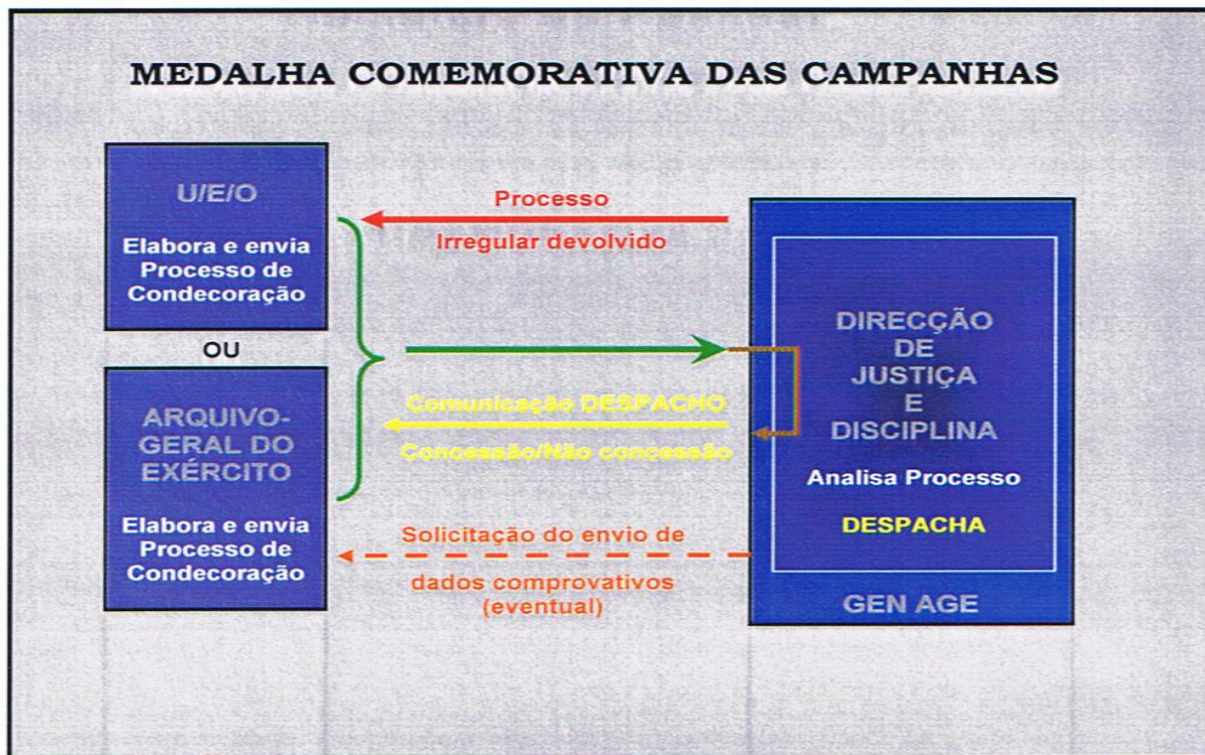 MEDALHA COMEMORATIVA DAS CAMPANHAS
U/E/O
Elabora e envia
Processo de
Condecoração
OU
ARQUIVO-
GERAL DO
EXÉRCITO
Elabora e envia
Processo de
Condecoração
Processo
Irregular devolvido
Comunicação DESPACHO
Concessão/Não concessão
Solicitação do envio de
dados comprovativos
(eventual)
DIRECÇÃO
DE
JUSTIÇA
E
DISCIPLINA
Analisa Processo
DESPACHA
GEN AGE